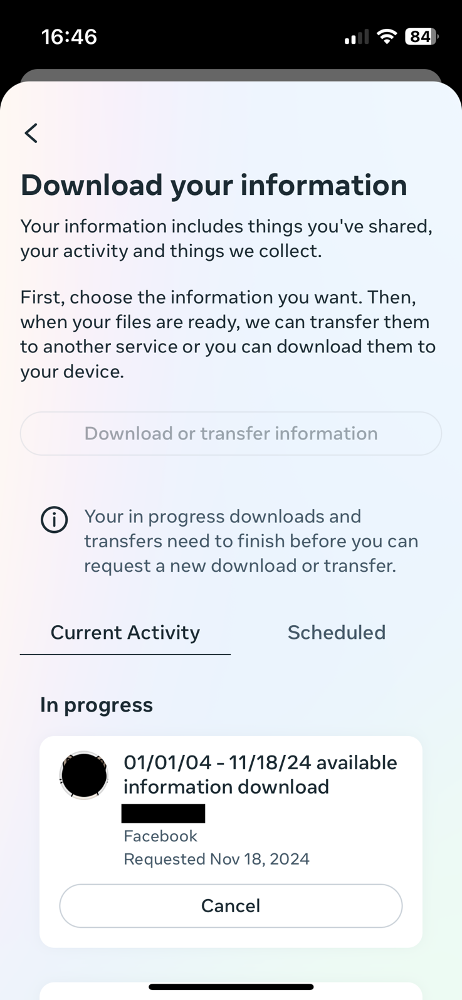 16:46
84
Download your information
Your information includes things you've shared,
your activity and things we collect.
First, choose the information you want. Then,
when your files are ready, we can transfer them
to another service or you can download them to
your device.
Download or transfer information
Your in progress downloads and
transfers need to finish before you can
request a new download or transfer.
Current Activity
Scheduled
In progress
01/01/04 – 11/18/24 available
information download
Facebook
Requested Nov 18, 2024
Cancel